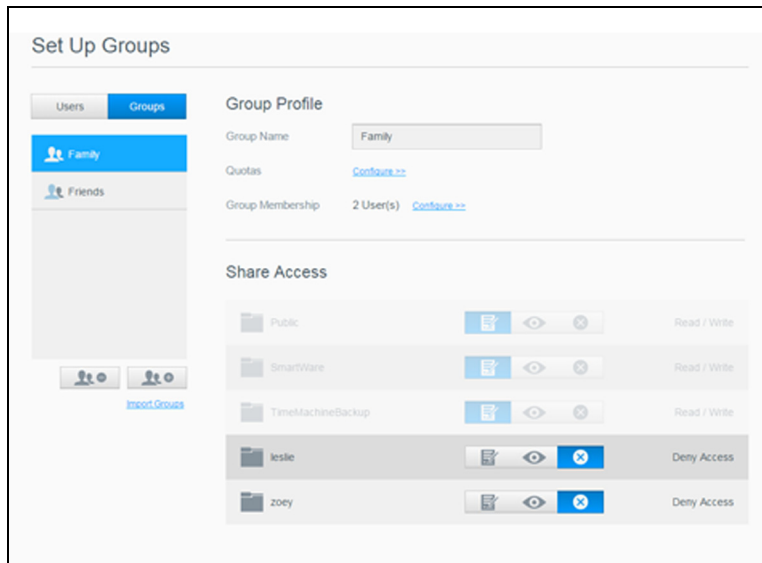 Set Up Groups
Users Groups
Family
Friends
Import Groups
Group Profile
Group Name Family
Quotas Configure >>
Group Membership 2 User(s) Configure >>
Share Access
Public Read / Write
SmartWare Read / Write
TimeMachineBackup Read / Write
leslie Deny Access
zoey Deny Access